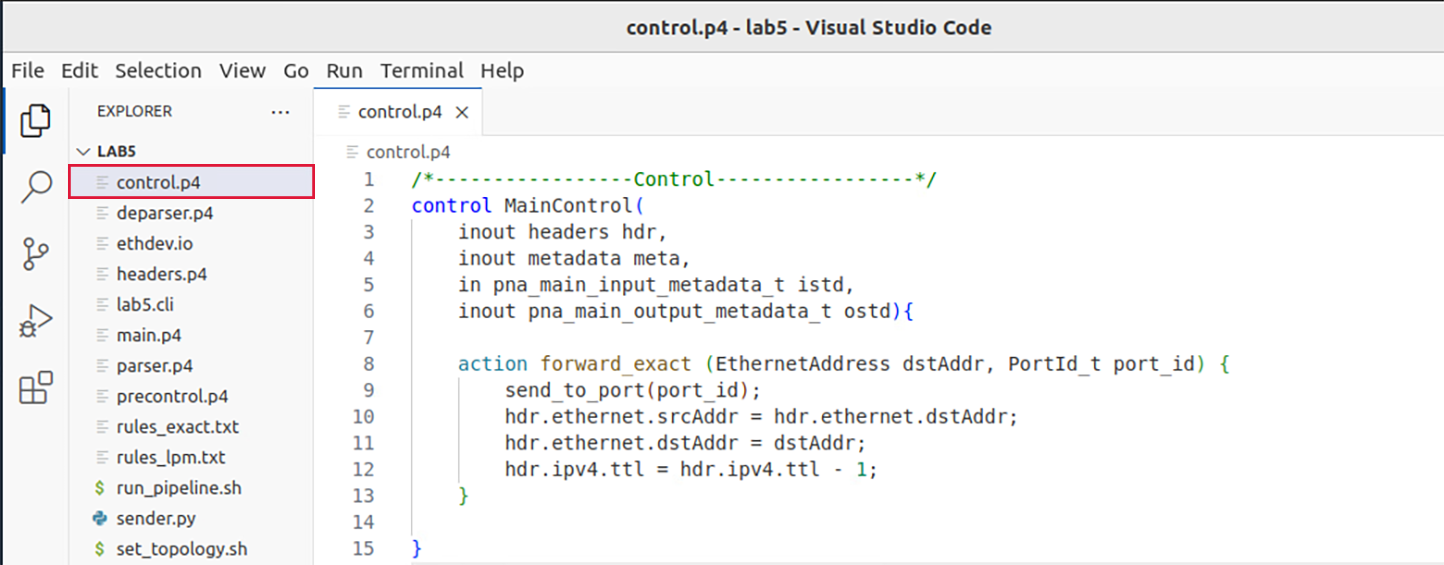 control.p4 - lab5 - Visual Studio Code
File Edit Selection View Go Run Terminal Help
EXPLORER ...
LAB5
control.p4
deparser.p4
ethdev.io
headers.p4
lab5.cli
main.p4
parser.p4
precontrol.p4
rules_exact.txt
rules_lpm.txt
$ run_pipeline.sh
sender.py
$ set_topology.sh
control.p4
control.p4
1 /*-----------------Control-----------------*/
2 control MainControl(
3     inout headers hdr,
4     inout metadata meta,
5     in pna_main_input_metadata_t istd,
6     inout pna_main_output_metadata_t ostd){
7
8     action forward_exact (EthernetAddress dstAddr, PortId_t port_id) {
9         send_to_port(port_id);
10         hdr.ethernet.srcAddr = hdr.ethernet.dstAddr;
11         hdr.ethernet.dstAddr = dstAddr;
12         hdr.ipv4.ttl = hdr.ipv4.ttl - 1;
13     }
14
15 }